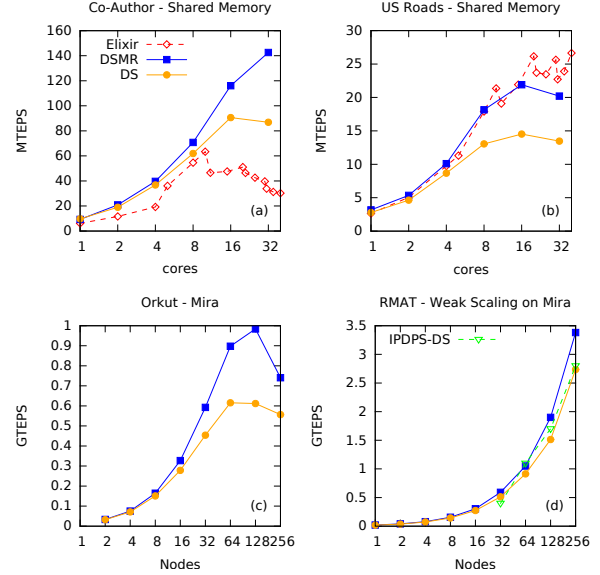 Co-Author - Shared Memory
160
140
120
100
80
60
40
20
0
MTEPS
Elixir
DSMR
DS
(a)
1 2 4 8 16 32
cores
US Roads - Shared Memory
30
25
20
15
10
5
0
MTEPS
(b)
1 2 4 8 16 32
cores
Orkut - Mira
1
0.9
0.8
0.7
0.6
0.5
0.4
0.3
0.2
0.1
0
GTEPS
(c)
1 2 4 8 16 32 64 128 256
Nodes
RMAT - Weak Scaling on Mira
3.5
3
2.5
2
1.5
1
0.5
0
GTEPS
IPDPS-DS
(d)
1 2 4 8 16 32 64 128 256
Nodes